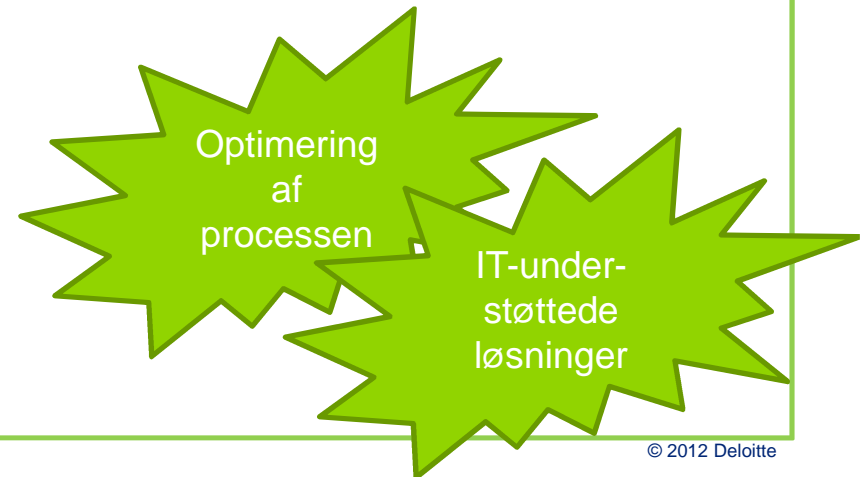 Optimering
af
processen
IT-under-
støttede
løsninger
© 2012 Deloitte